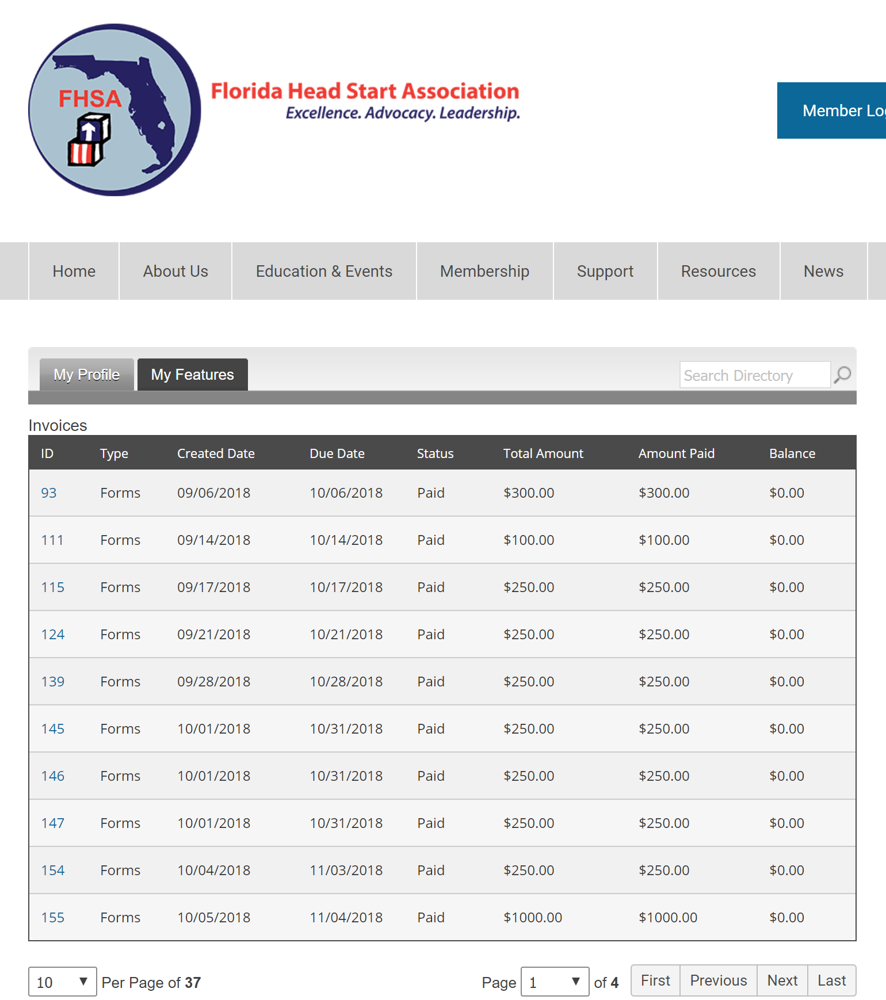 FHSA
Florida Head Start Association
Excellence. Advocacy. Leadership.
Member Log
Home About Us Education & Events Membership Support Resources News
My Profile My Features Search Directory
Invoices
ID Type Created Date Due Date Status Total Amount Amount Paid Balance
93 Forms 09/06/2018 10/06/2018 Paid $300.00 $300.00 $0.00
111 Forms 09/14/2018 10/14/2018 Paid $100.00 $100.00 $0.00
115 Forms 09/17/2018 10/17/2018 Paid $250.00 $250.00 $0.00
124 Forms 09/21/2018 10/21/2018 Paid $250.00 $250.00 $0.00
139 Forms 09/28/2018 10/28/2018 Paid $250.00 $250.00 $0.00
145 Forms 10/01/2018 10/31/2018 Paid $250.00 $250.00 $0.00
146 Forms 10/01/2018 10/31/2018 Paid $250.00 $250.00 $0.00
147 Forms 10/01/2018 10/31/2018 Paid $250.00 $250.00 $0.00
154 Forms 10/04/2018 11/03/2018 Paid $250.00 $250.00 $0.00
155 Forms 10/05/2018 11/04/2018 Paid $1000.00 $1000.00 $0.00
10 Per Page of 37 Page 1 of 4 First Previous Next Last